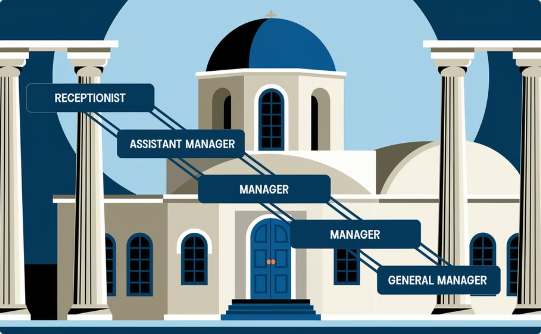 RECEPTIONIST
ASSISTANT MANAGER
MANAGER
MANAGER
GENERAL MANAGER